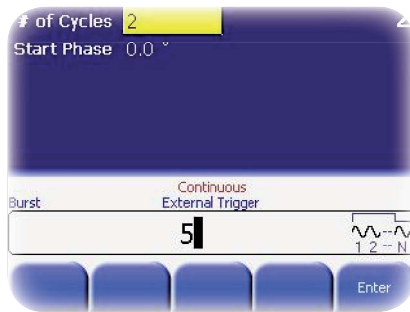 # of Cycles 2
Start Phase 0.0 °
Continuous
Burst External Trigger
5
1 2 -- N
Enter